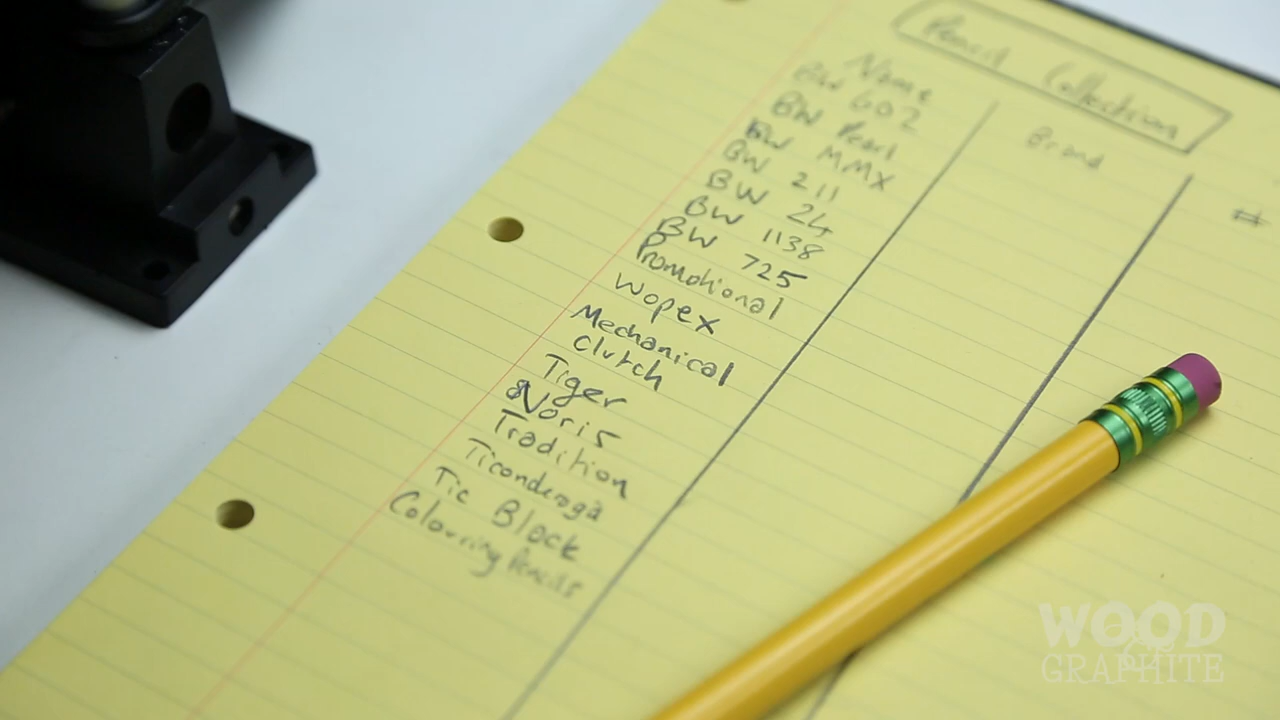 Pencil Collection
Name
Brand
#
BW 602
BW Pearl
BW MMX
BW 211
BW 24
BW 1138
BW 725
Promotional
Wopex
Mechanical
Clutch
Tiger
Noris
Tradition
Ticonderoga
Tic Black
Colouring Pencils
WOOD
&
GRAPHITE